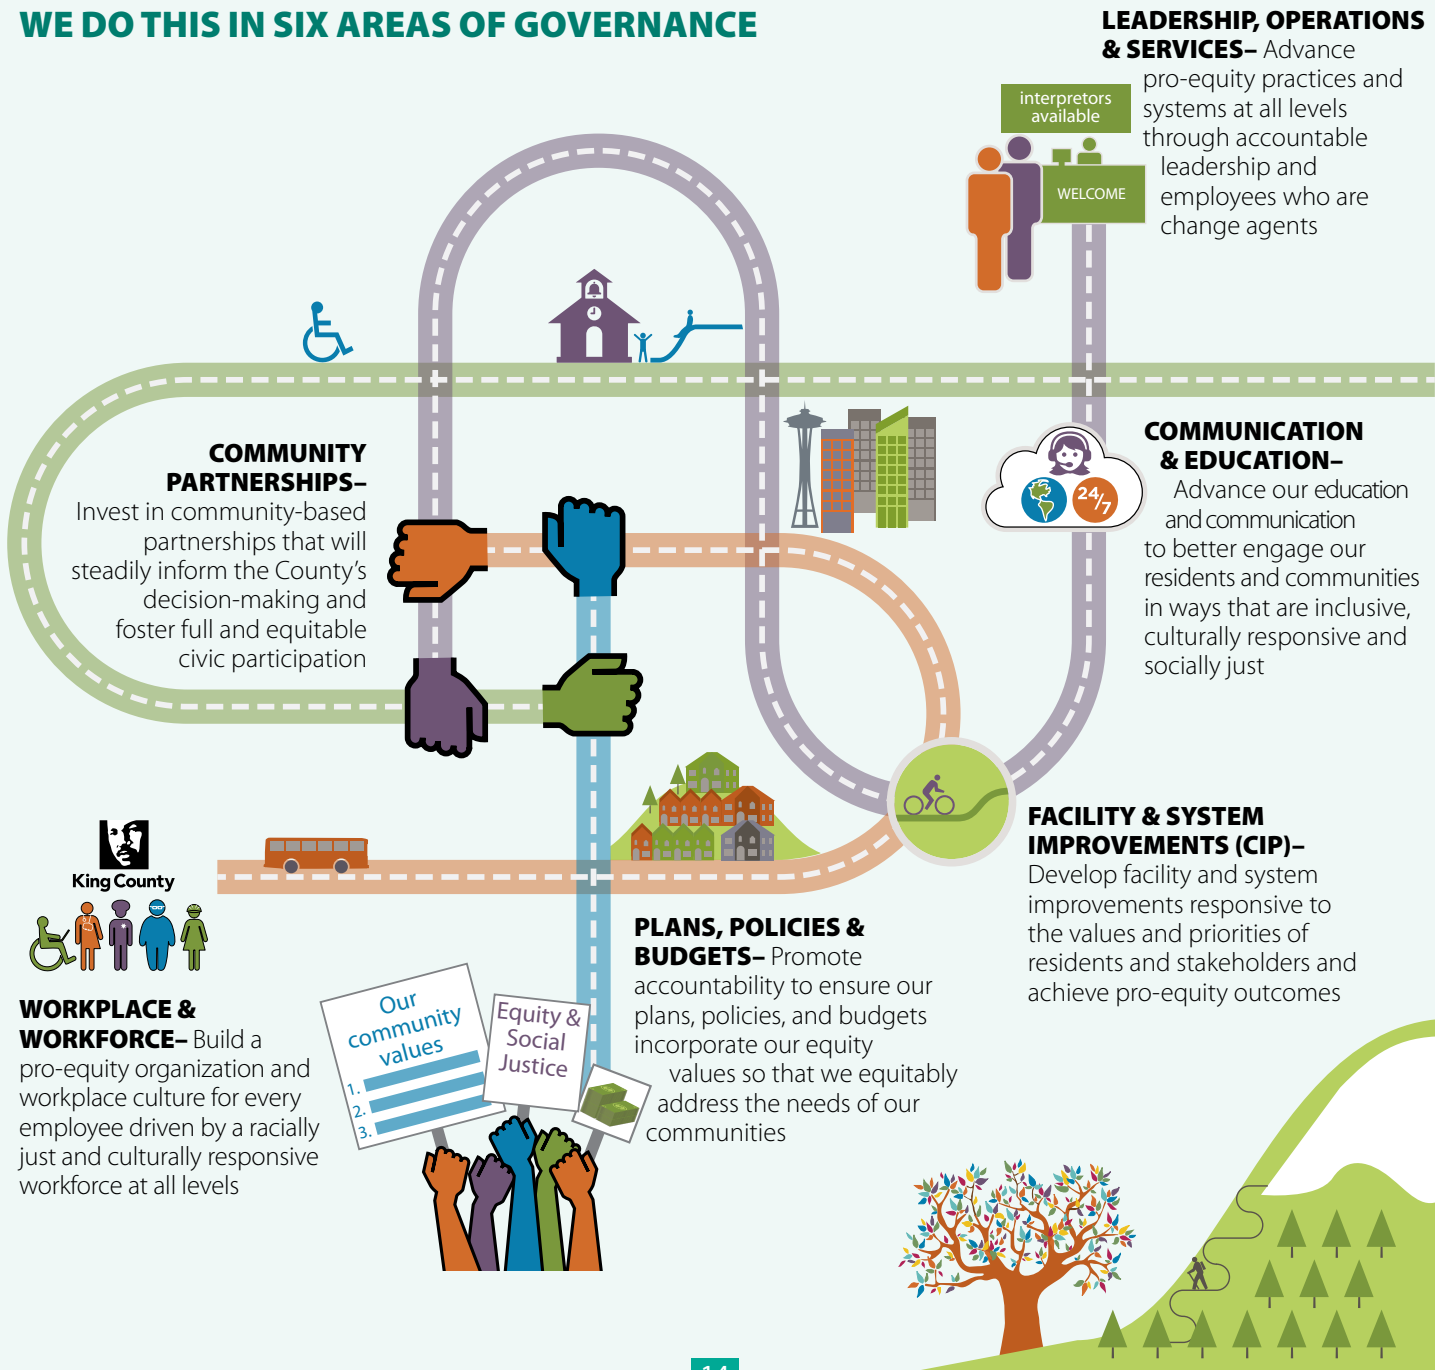 WE DO THIS IN SIX AREAS OF GOVERNANCE
LEADERSHIP, OPERATIONS
& SERVICES– Advance
pro-equity practices and
systems at all levels
through accountable
leadership and
employees who are
change agents
interpretors
available
WELCOME
COMMUNITY
PARTNERSHIPS–
Invest in community-based
partnerships that will
steadily inform the County's
decision-making and
foster full and equitable
civic participation
COMMUNICATION
& EDUCATION–
Advance our education
and communication
to better engage our
residents and communities
in ways that are inclusive,
culturally responsive and
socially just
24/7
FACILITY & SYSTEM
IMPROVEMENTS (CIP)–
Develop facility and system
improvements responsive to
the values and priorities of
residents and stakeholders and
achieve pro-equity outcomes
King County
WORKPLACE &
WORKFORCE– Build a
pro-equity organization and
workplace culture for every
employee driven by a racially
just and culturally responsive
workforce at all levels
Our
community
values
1.
2.
3.
Equity &
Social
Justice
PLANS, POLICIES &
BUDGETS– Promote
accountability to ensure our
plans, policies, and budgets
incorporate our equity
values so that we equitably
address the needs of our
communities
14